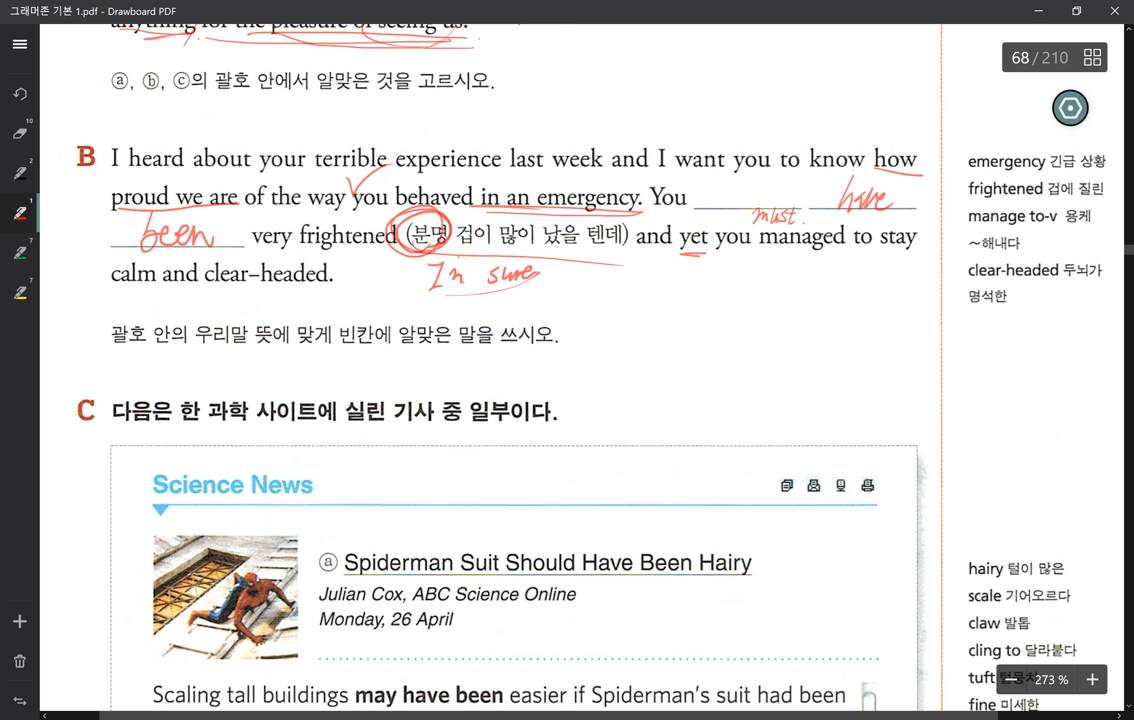 그래머존 기본 1.pdf - Drawboard PDF
anything for the pleasure of seeing us.
68 / 210
ⓐ, ⓑ, ⓒ의 괄호 안에서 알맞은 것을 고르시오.
10
2
1
7
7
B I heard about your terrible experience last week and I want you to know how
proud we are of the way you behaved in an emergency. You must have
been very frightened (분명 겁이 많이 났을 텐데) and yet you managed to stay
calm and clear–headed.
I'm sure
괄호 안의 우리말 뜻에 맞게 빈칸에 알맞은 말을 쓰시오.
emergency 긴급 상황
frightened 겁에 질린
manage to-v 용케
~해내다
clear-headed 두뇌가
명석한
C 다음은 한 과학 사이트에 실린 기사 중 일부이다.
Science News
ⓐ Spiderman Suit Should Have Been Hairy
Julian Cox, ABC Science Online
Monday, 26 April
Scaling tall buildings may have been easier if Spiderman's suit had been
hairy 털이 많은
scale 기어오르다
claw 발톱
cling to 달라붙다
tuft
273 %
fine 미세한